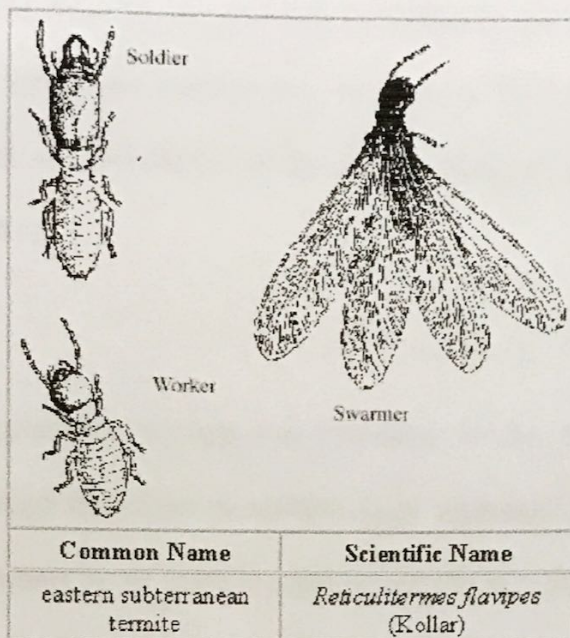 Soldier
Worker
Swarmer
Common Name
Scientific Name
eastern subterranean
termite
Reticulitermes flavipes
(Kollar)